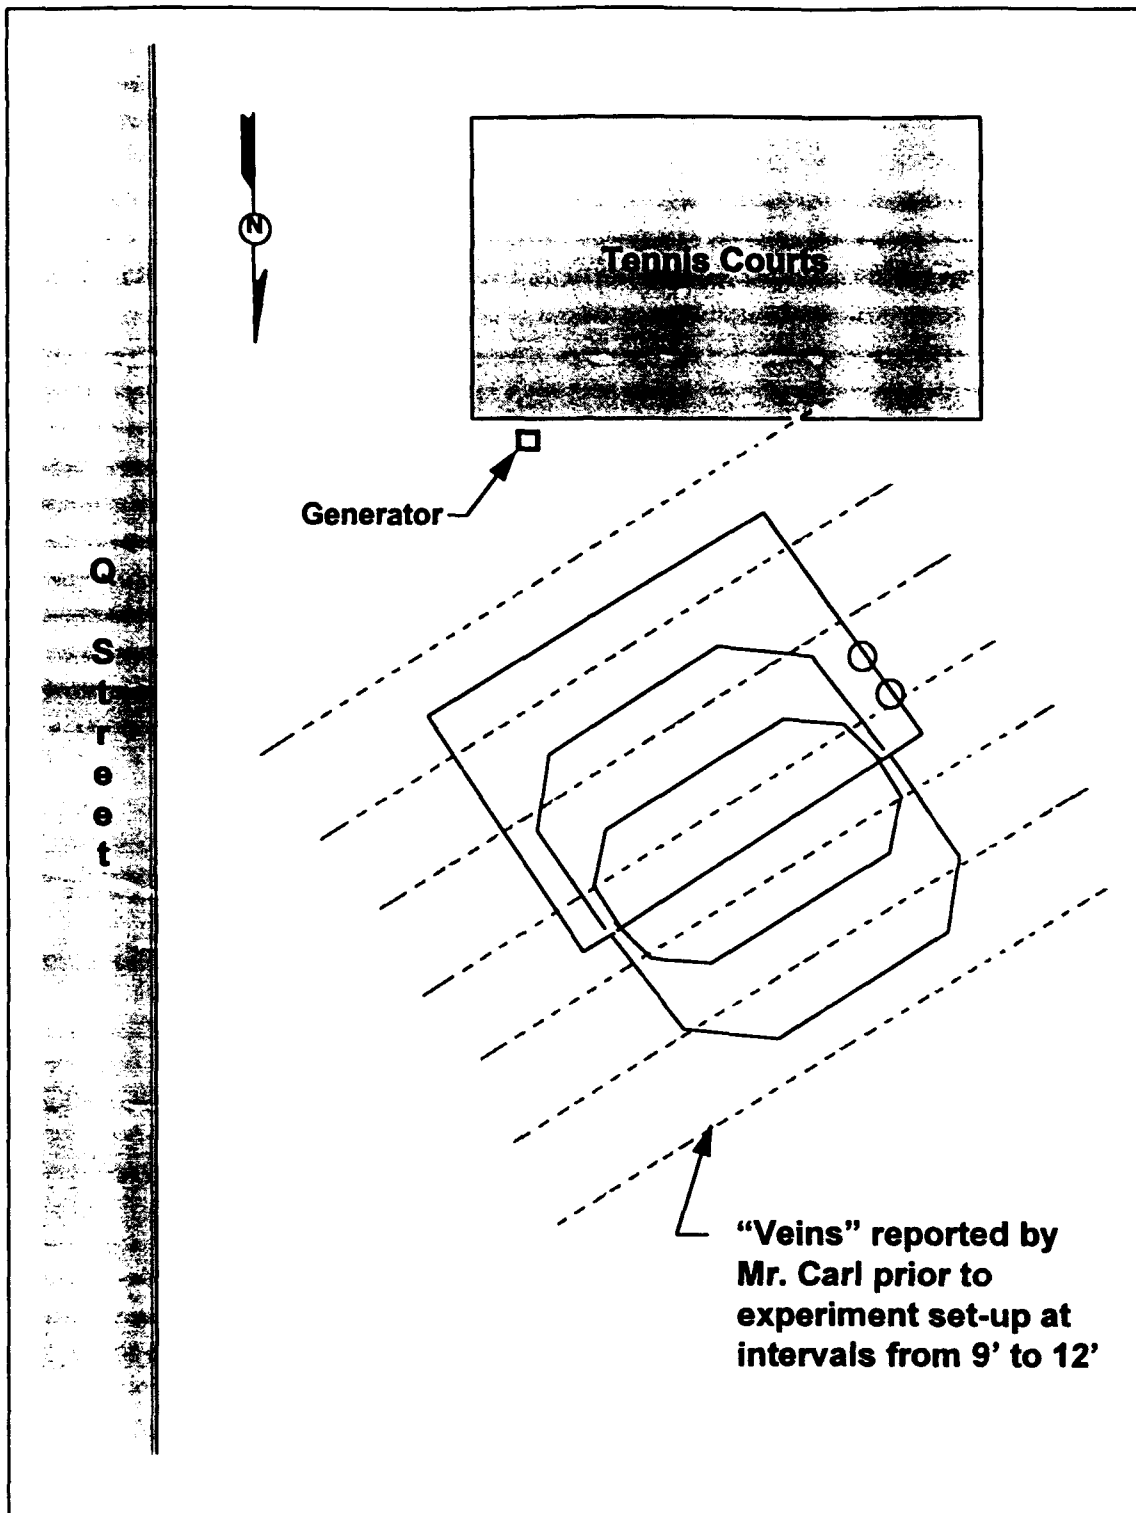 N
Tennis Courts
Generator
Q Street
“Veins” reported by
Mr. Carl prior to
experiment set-up at
intervals from 9’ to 12’